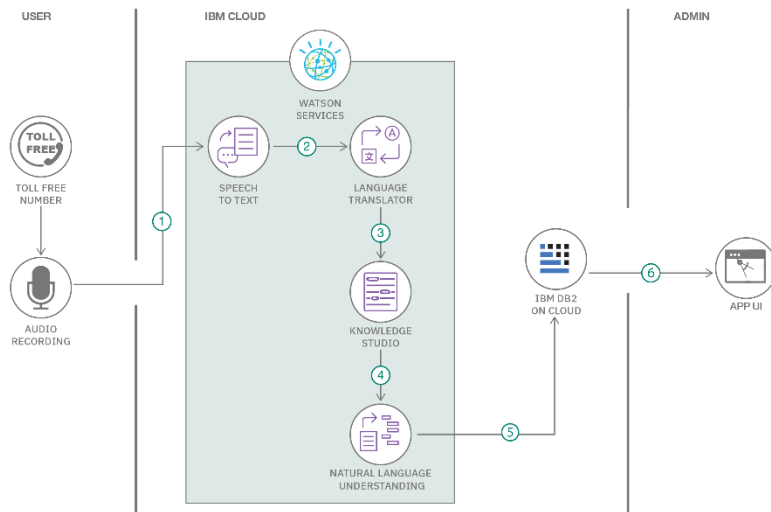 USER
IBM CLOUD
ADMIN
WATSON
SERVICES
TOLL
FREE
TOLL FREE
NUMBER
1
SPEECH
TO TEXT
2
A
文
LANGUAGE
TRANSLATOR
3
AUDIO
RECORDING
KNOWLEDGE
STUDIO
4
NATURAL LANGUAGE
UNDERSTANDING
5
IBM DB2
ON CLOUD
6
APP UI